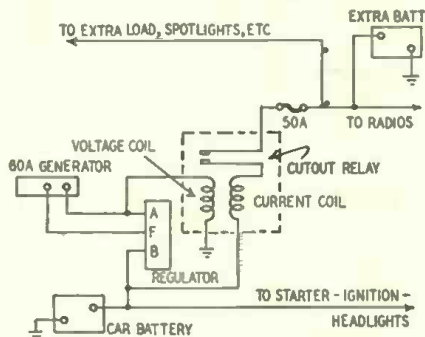 TO EXTRA LOAD, SPOTLIGHTS, ETC
EXTRA BATT
50A
TO RADIOS
VOLTAGE COIL
CUTOUT RELAY
60A GENERATOR
CURRENT COIL
A
F
B
REGULATOR
TO STARTER - IGNITION -
HEADLIGHTS
CAR BATTERY